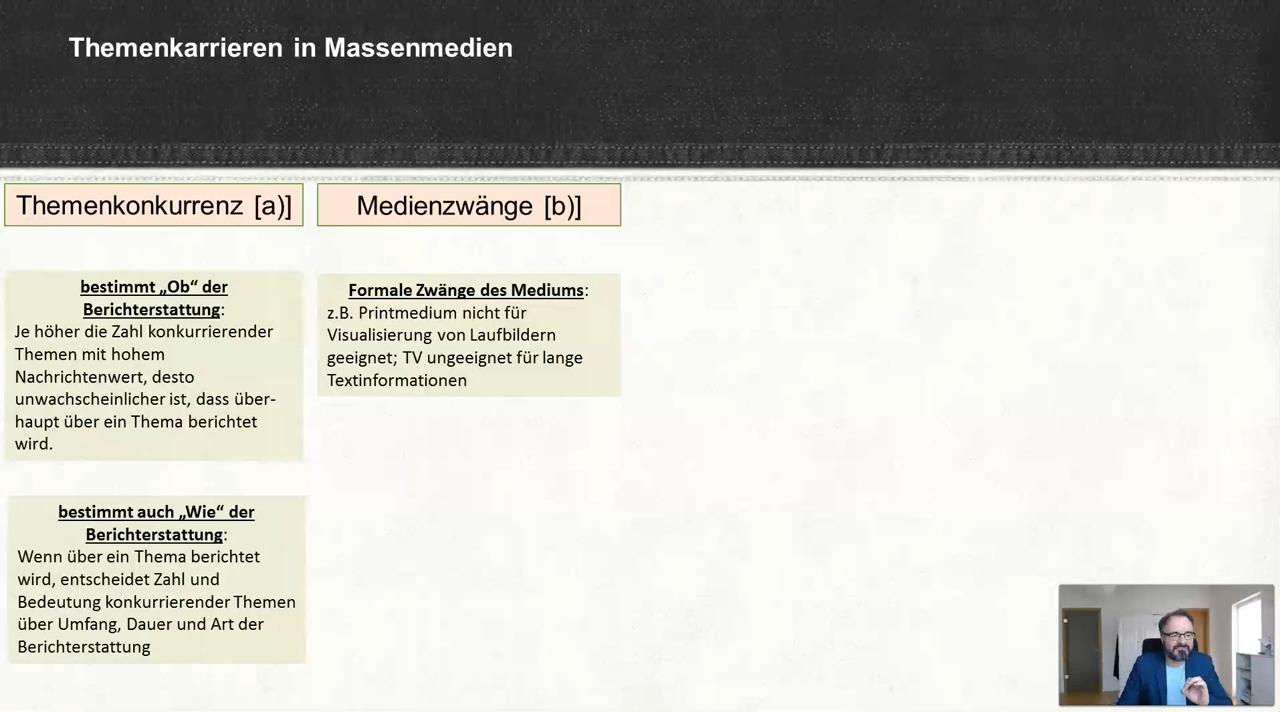 Themenkarrieren in Massenmedien
Themenkonkurrenz [a)]
bestimmt „Ob“ der
Berichterstattung:
Je höher die Zahl konkurrierender
Themen mit hohem
Nachrichtenwert, desto
unwachscheinlicher ist, dass über-
haupt über ein Thema berichtet
wird.
bestimmt auch „Wie“ der
Berichterstattung:
Wenn über ein Thema berichtet
wird, entscheidet Zahl und
Bedeutung konkurrierender Themen
über Umfang, Dauer und Art der
Berichterstattung
Medienzwänge [b)]
Formale Zwänge des Mediums:
z.B. Printmedium nicht für
Visualisierung von Laufbildern
geeignet; TV ungeeignet für lange
Textinformationen